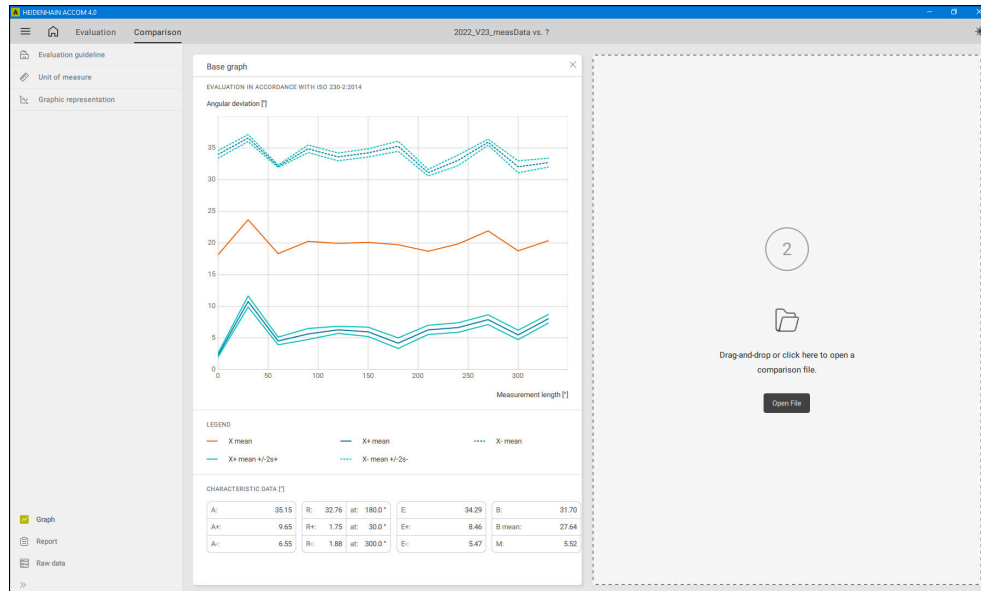 A HEIDENHAIN ACCOM 4.0
Evaluation Comparison 2022_V23_measData vs. ?
Evaluation guideline
Unit of measure
Graphic representation
Graph
Report
Raw data
Base graph
EVALUATION IN ACCORDANCE WITH ISO 230-2:2014
Angular deviation ["]
35
30
25
20
15
10
5
0
0 50 100 150 200 250 300
Measurement length [°]
LEGEND
X mean X+ mean X- mean
X+ mean +/-2s+ X- mean +/-2s-
CHARACTERISTIC DATA ["]
A: 35.15 R: 32.76 at: 180.0 ° E: 34.29 B: 31.70
A+: 9.65 R+: 1.75 at: 30.0 ° E+: 8.46 B mean: 27.64
A-: 6.55 R-: 1.88 at: 300.0 ° E-: 5.47 M: 5.52
2
Drag-and-drop or click here to open a
comparison file.
Open File